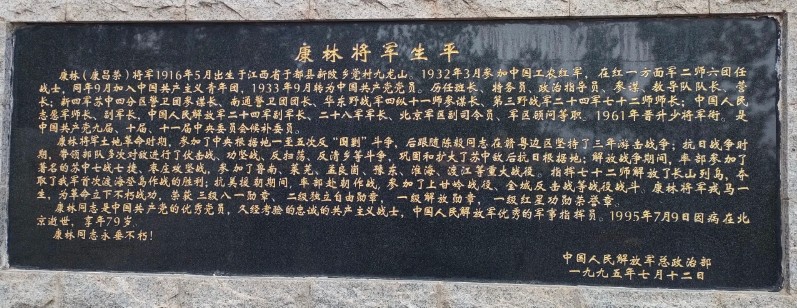 康林将军生平
康林（康吕荣）将军1916年5月出生于江西省于都县新陂乡党村九龙山。1932年3月参加中国工农红军，在红一方面军二师六团任
战士，同年9月加入中国共产主义青年团，1933年9月转为中国共产党党员。历任班长、特务员、政治指导员、参谋、教导队队长、营
长；新四军苏中四分区警卫团参谋长、南通警卫团团长、华东野战军四纵十一师参谋长、第三野战军二十四军七十二师师长；中国人民
志愿军师长、副军长，中国人民解放军二十四军副军长、二十八军军长、北京军区副司令员、军区顾问等职。1961年晋升少将军衔。是
中国共产党九届、十届、十一届中央委员会候补委员。
康林将军土地革命时期，参加了中央根据地一至五次反“围剿”斗争，后跟随陈毅同志在赣粤边区坚持了三年游击战争；抗日战争时
期，带领部队多次对敌进行了伏击战、攻坚战、反扫荡、反清乡等斗争，巩固和扩大了苏中敌后抗日根据地；解放战争期间，率部参加了
著名的苏中七战七捷、枣庄攻坚战，参加了鲁南、莱芜、孟良崮、豫东、淮海、渡江等重大战役。指挥七十二师解放了长山列岛，夺
取了我军首次渡海登岛作战的胜利；抗美援朝期间，率部赴朝作战，参加了上甘岭战役、金城反击战等战役战斗。康林将军戎马一
生，为革命立下不朽战功，荣获三级八一勋章、二级独立自由勋章，一级解放勋章，一级红星功勋荣誉章。
康林同志是中国共产党的优秀党员，久经考验的忠诚的共产主义战士，中国人民解放军优秀的军事指挥员。1995年7月9日因病在北
京逝世，享年79岁。
康林同志永垂不朽！
中国人民解放军总政治部
一九九五年七月十二日